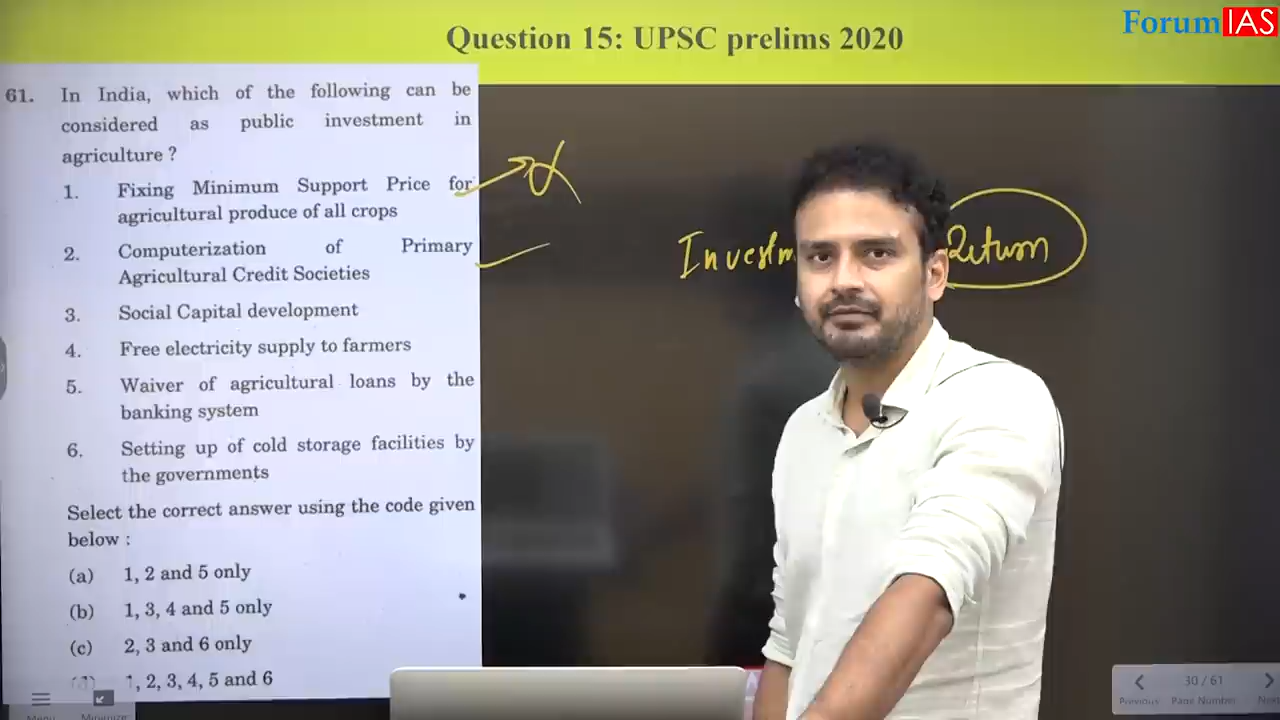 Question 15: UPSC prelims 2020
ForumIAS
61. In India, which of the following can be
considered as public investment in
agriculture ?
1. Fixing Minimum Support Price for
agricultural produce of all crops
2. Computerization of Primary
Agricultural Credit Societies
3. Social Capital development
4. Free electricity supply to farmers
5. Waiver of agricultural loans by the
banking system
6. Setting up of cold storage facilities by
the governments
Select the correct answer using the code given
below :
(a) 1, 2 and 5 only
(b) 1, 3, 4 and 5 only
(c) 2, 3 and 6 only
(d) 1, 2, 3, 4, 5 and 6
Return
30 / 61
Previous Page Number
Menu Minimize